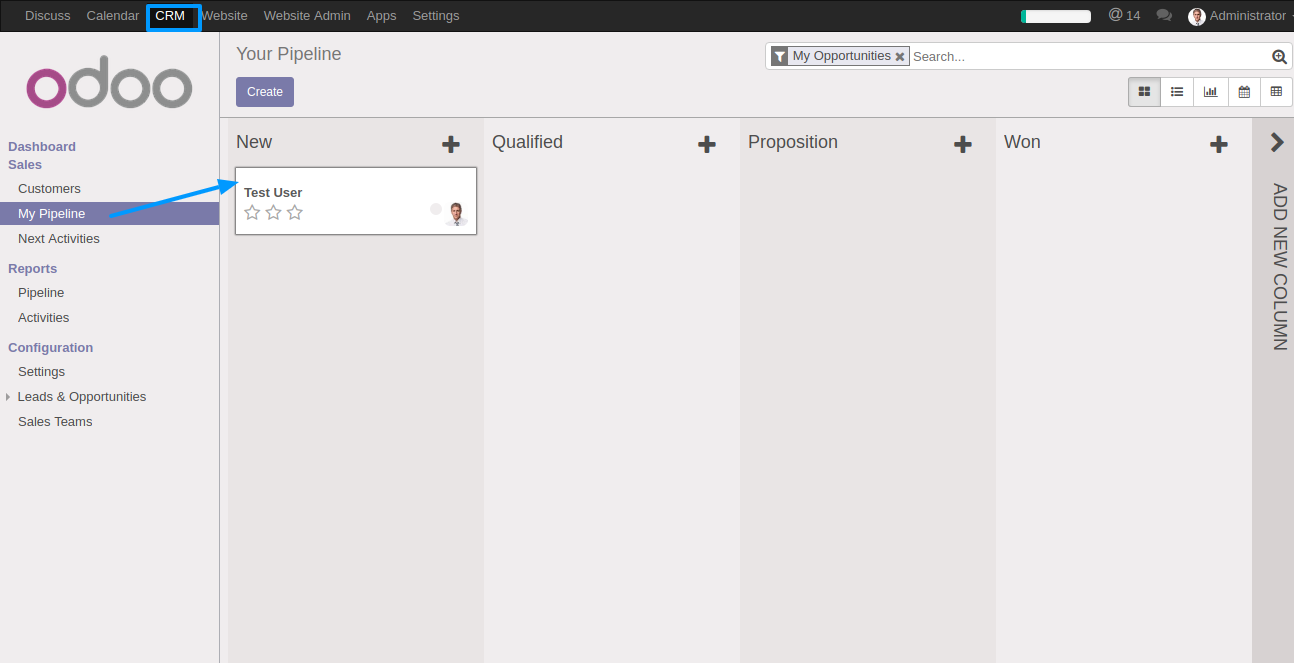 Discuss Calendar CRM Website Website Admin Apps Settings @ 14 Administrator
odoo
Dashboard
Sales
Customers
My Pipeline
Next Activities
Reports
Pipeline
Activities
Configuration
Settings
Leads & Opportunities
Sales Teams
Your Pipeline
My Opportunities Search...
Create
New
Qualified
Proposition
Won
Test User
ADD NEW COLUMN